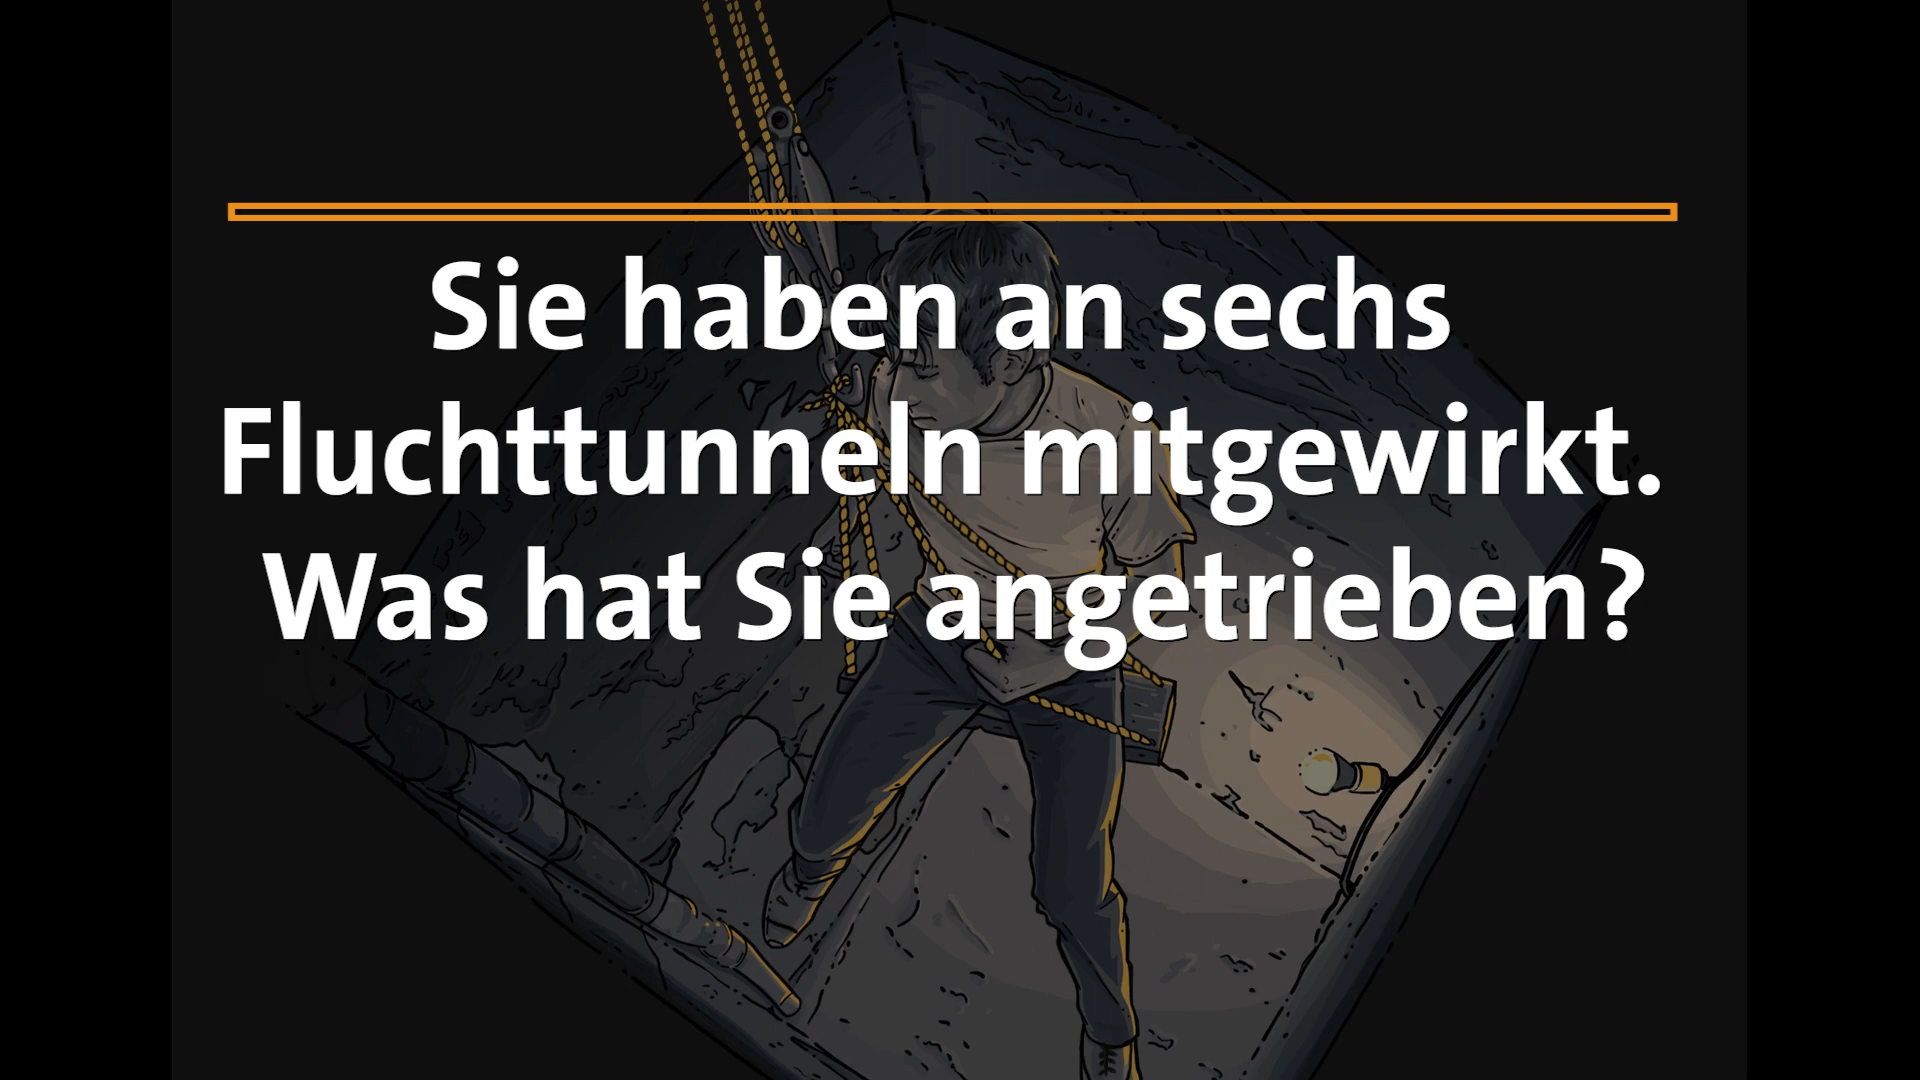 Sie haben an sechs
Fluchttunneln mitgewirkt.
Was hat Sie angetrieben?